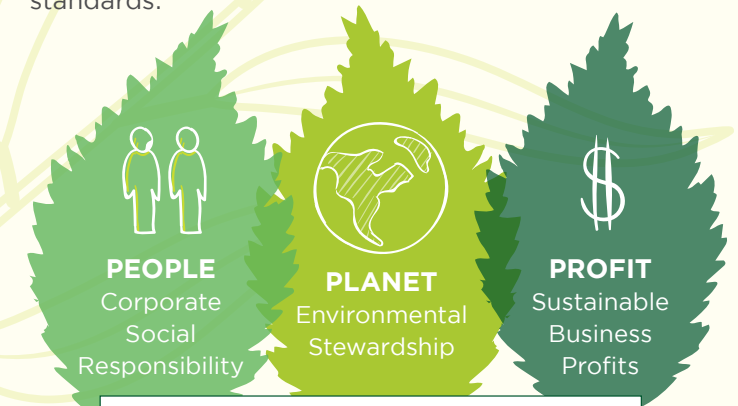 standards.
PEOPLE
Corporate
Social
Responsibility
PLANET
Environmental
Stewardship
$
PROFIT
Sustainable
Business
Profits